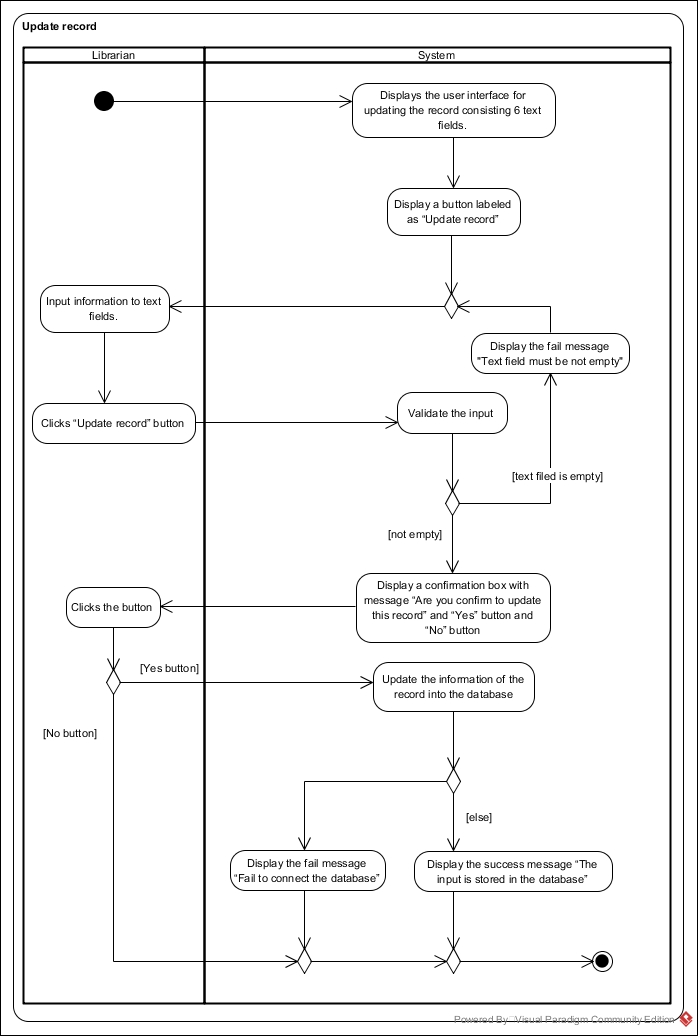 Update record
Librarian
System
Displays the user interface for
updating the record consisting 6 text
fields.
Display a button labeled
as “Update record”
Input information to text
fields.
Display the fail message
"Text field must be not empty"
Clicks “Update record” button
Validate the input
[text filed is empty]
[not empty]
Display a confirmation box with
message “Are you confirm to update
this record” and “Yes” button and
“No” button
Clicks the button
[Yes button]
Update the information of the
record into the database
[No button]
[else]
Display the fail message
“Fail to connect the database”
Display the success message “The
input is stored in the database”
Powered By Visual Paradigm Community Edition